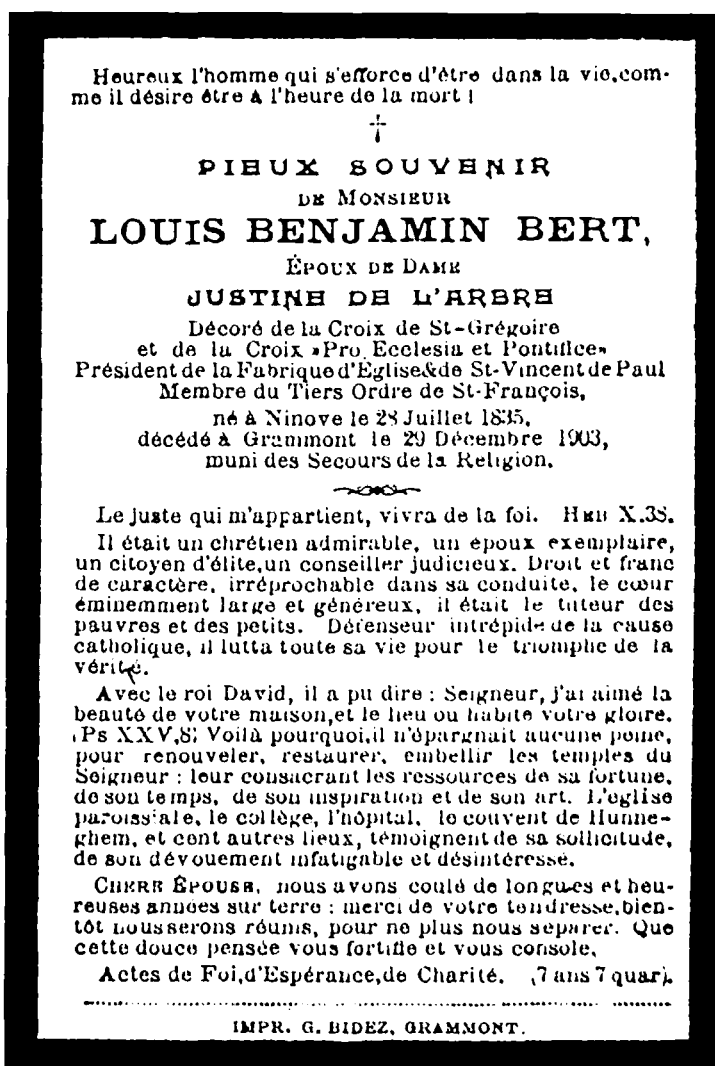 Heureux l'homme qui s'efforce d'être dans la vie,com-
me il désire être à l'heure de la mort !
PIEUX SOUVENIR
DE MONSIEUR
LOUIS BENJAMIN BERT,
ÉPOUX DE DAME
JUSTINE DE L'ARBRE
Décoré de la Croix de St-Grégoire
et de la Croix »Pro Ecclesia et Pontifice»
Président de la Fabrique d'Eglise&de St-Vincent de Paul
Membre du Tiers Ordre de St-François,
né à Ninove le 28 Juillet 1835,
décédé à Grammont le 29 Décembre 1903,
muni des Secours de la Religion.
Le juste qui m'appartient, vivra de la foi. HEB X.38.
Il était un chrétien admirable, un époux exemplaire,
un citoyen d'élite,un conseiller judicieux. Droit et franc
de caractère, irréprochable dans sa conduite, le cœur
éminemment large et généreux, il était le tuteur des
pauvres et des petits. Défenseur intrépide de la cause
catholique, il lutta toute sa vie pour le triomphe de la
vérité.
Avec le roi David, il a pu dire : Seigneur, j'ai aimé la
beauté de votre maison,et le lieu où habite votre gloire.
(Ps XXV,8) Voilà pourquoi,il n'épargnait aucune peine,
pour renouveler, restaurer, embellir les temples du
Seigneur : leur consacrant les ressources de sa fortune,
de son temps, de son inspiration et de son art. L'eglise
paroissiale, le collège, l'hôpital, le couvent de Hunne-
ghem, et cent autres lieux, témoignent de sa sollicitude,
de son dévouement infatigable et désintéressé.
CHERE ÉPOUSE, nous avons coulé de longues et heu-
reuses années sur terre : merci de votre tendresse,bien-
tôt nous serons réunis, pour ne plus nous séparer. Que
cette douce pensée vous fortifie et vous console.
Actes de Foi,d'Espérance,de Charité. (7 ans 7 quar).
IMPR. G. BIDEZ, GRAMMONT.